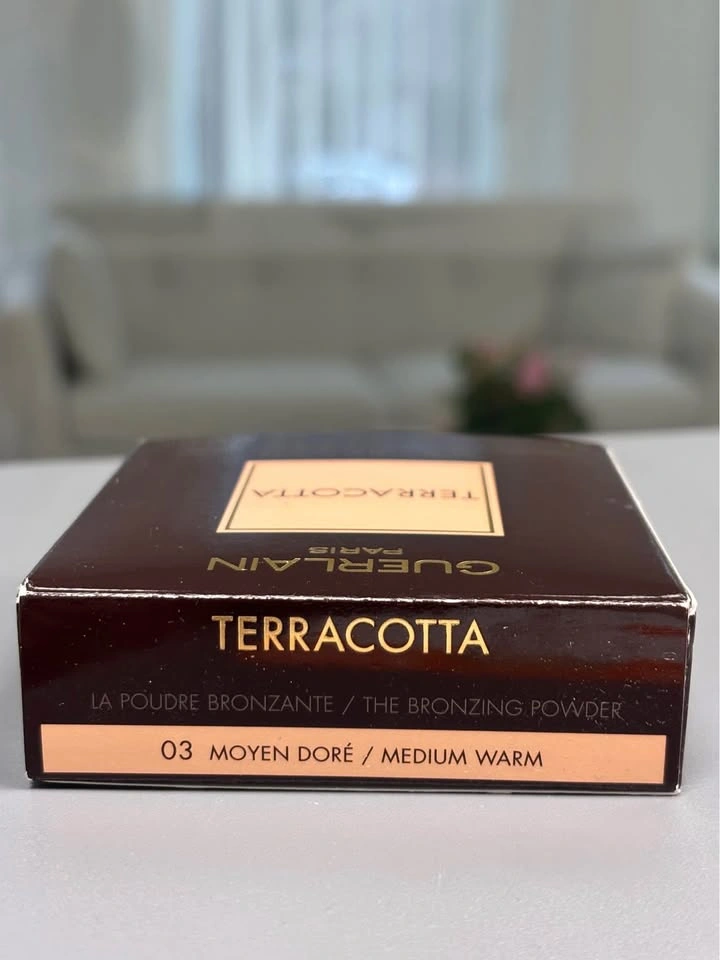 TERRACOTTA
GUERLAIN
PARIS
TERRACOTTA
LA POUDRE BRONZANTE / THE BRONZING POWDER
03 MOYEN DORÉ / MEDIUM WARM